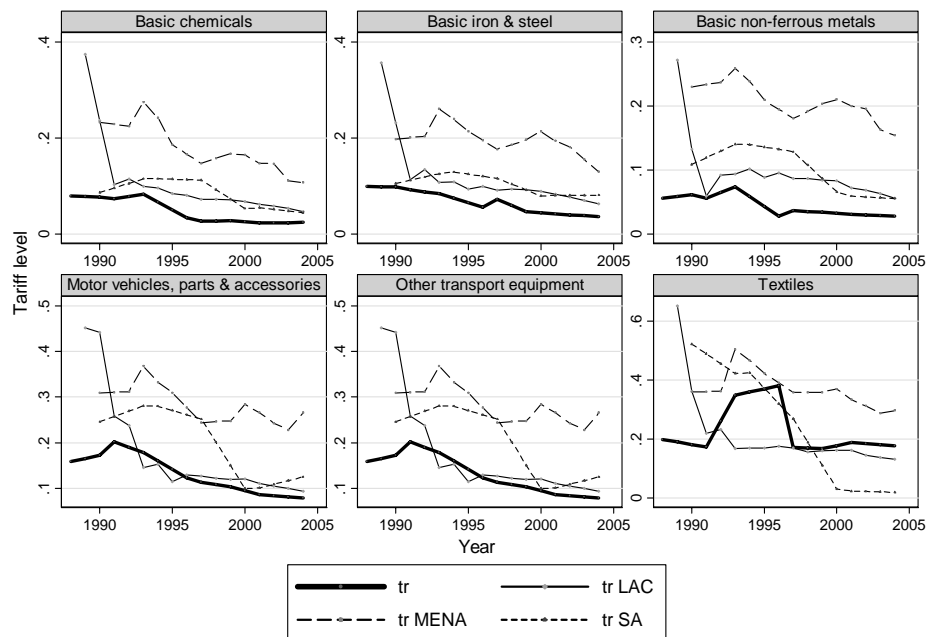 Basic chemicals Basic iron & steel Basic non-ferrous metals
.4 .4 .3
.2 .2 .2
.1
0 0 0
1990 1995 2000 2005 1990 1995 2000 2005 1990 1995 2000 2005
Motor vehicles, parts & accessories Other transport equipment Textiles
.5 .5 .6
.4 .4 .4
.3 .3
.2 .2 .2
.1 .1 0
1990 1995 2000 2005 1990 1995 2000 2005 1990 1995 2000 2005
Tariff level
Year
tr tr LAC
tr MENA tr SA